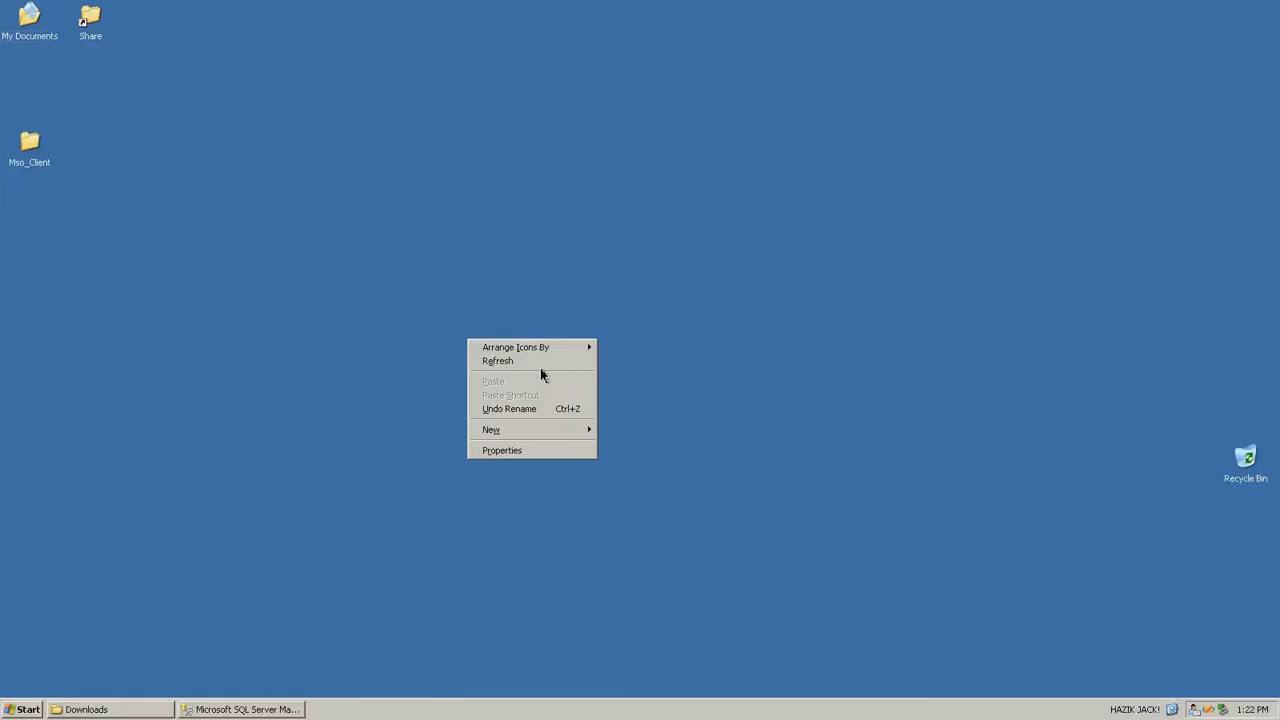 My Documents
Share
Mso_Client
Arrange Icons By
Refresh
Paste
Paste Shortcut
Undo Rename Ctrl+Z
New
Properties
Recycle Bin
Start Downloads Microsoft SQL Server Ma... HAZIK JACK! 1:22 PM